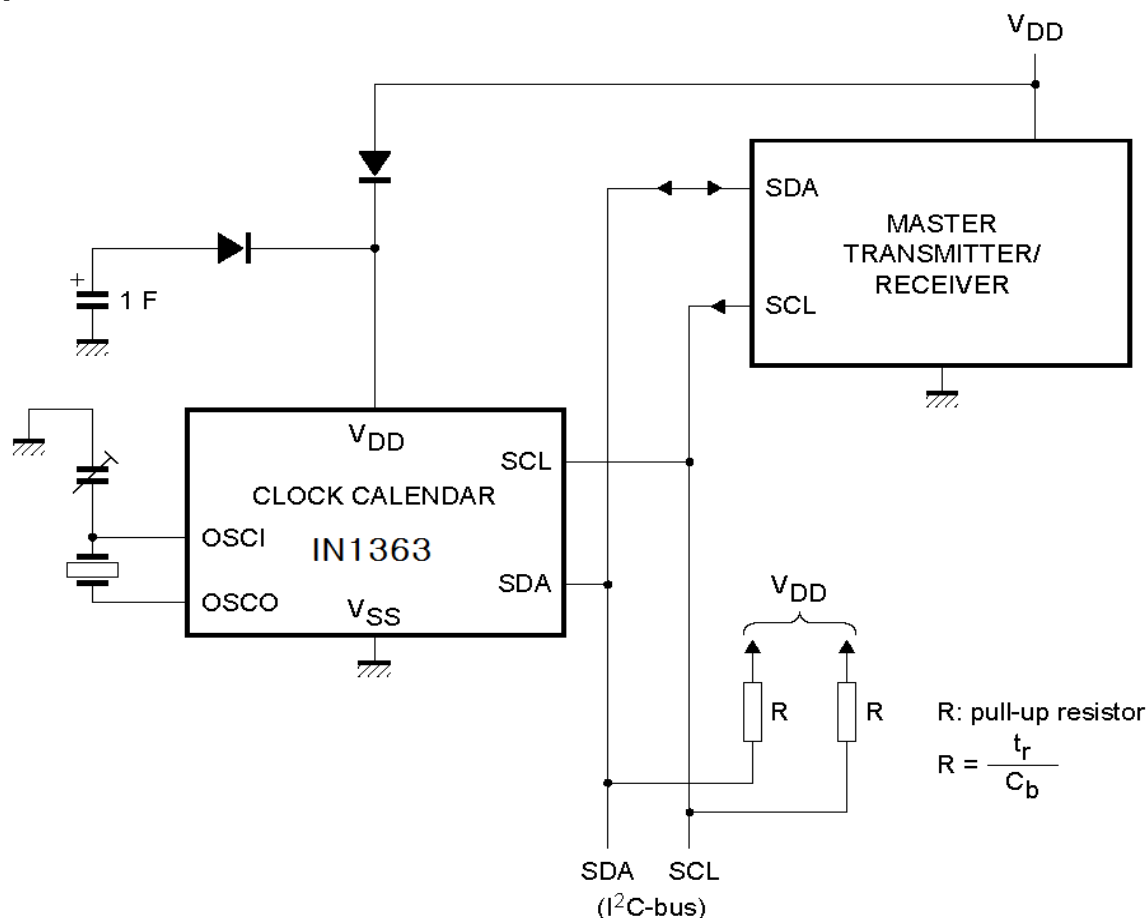 VDD
SDA
MASTER
TRANSMITTER/
RECEIVER
SCL
+
1 F
VDD
SCL
CLOCK CALENDAR
OSCI
IN1363
SDA
OSCO
VSS
VDD
R
R
R: pull-up resistor
R = tr / Cb
SDA
SCL
(I²C-bus)